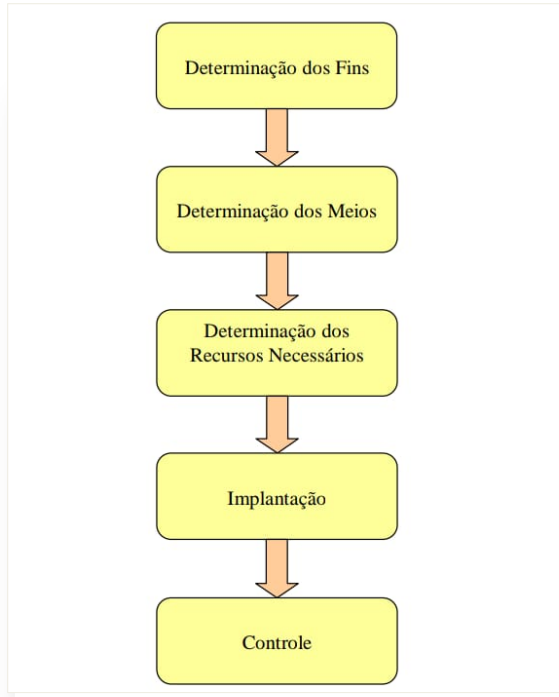 Determinação dos Fins
Determinação dos Meios
Determinação dos
Recursos Necessários
Implantação
Controle